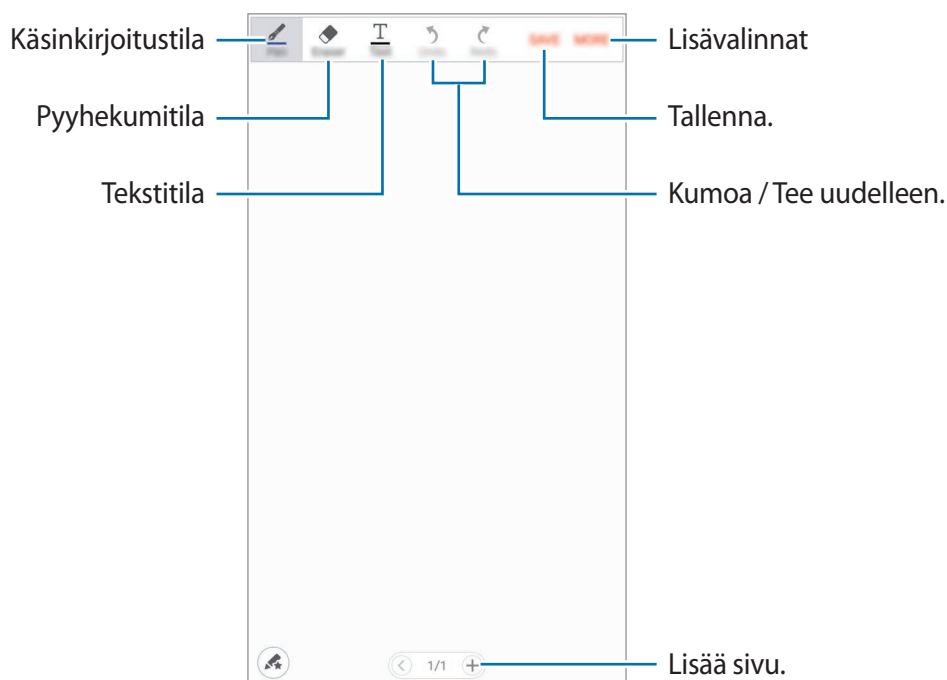 Käsinkirjoitustila
Lisävalinnat
SAVE MORE
Pyyhekumitila
Tallenna.
Tekstitila
Kumoa / Tee uudelleen.
1/1
Lisää sivu.